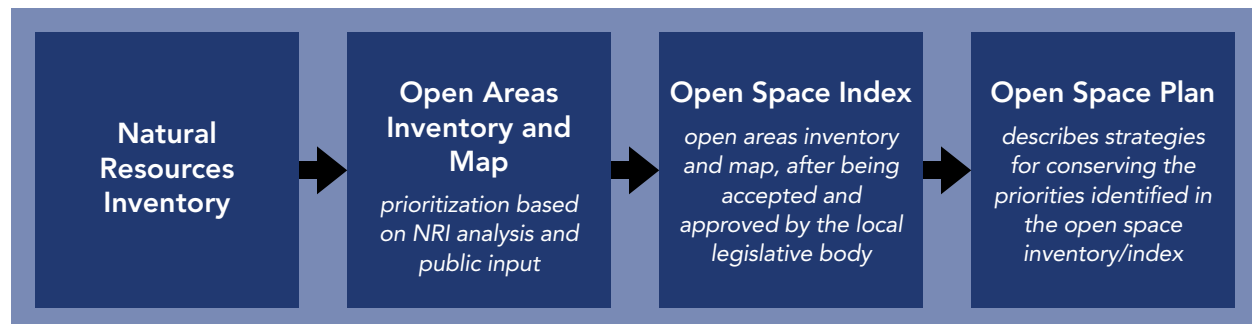 Natural
Resources
Inventory
Open Areas
Inventory and
Map
prioritization based
on NRI analysis and
public input
Open Space Index
open areas inventory
and map, after being
accepted and
approved by the local
legislative body
Open Space Plan
describes strategies
for conserving the
priorities identified in
the open space
inventory/index